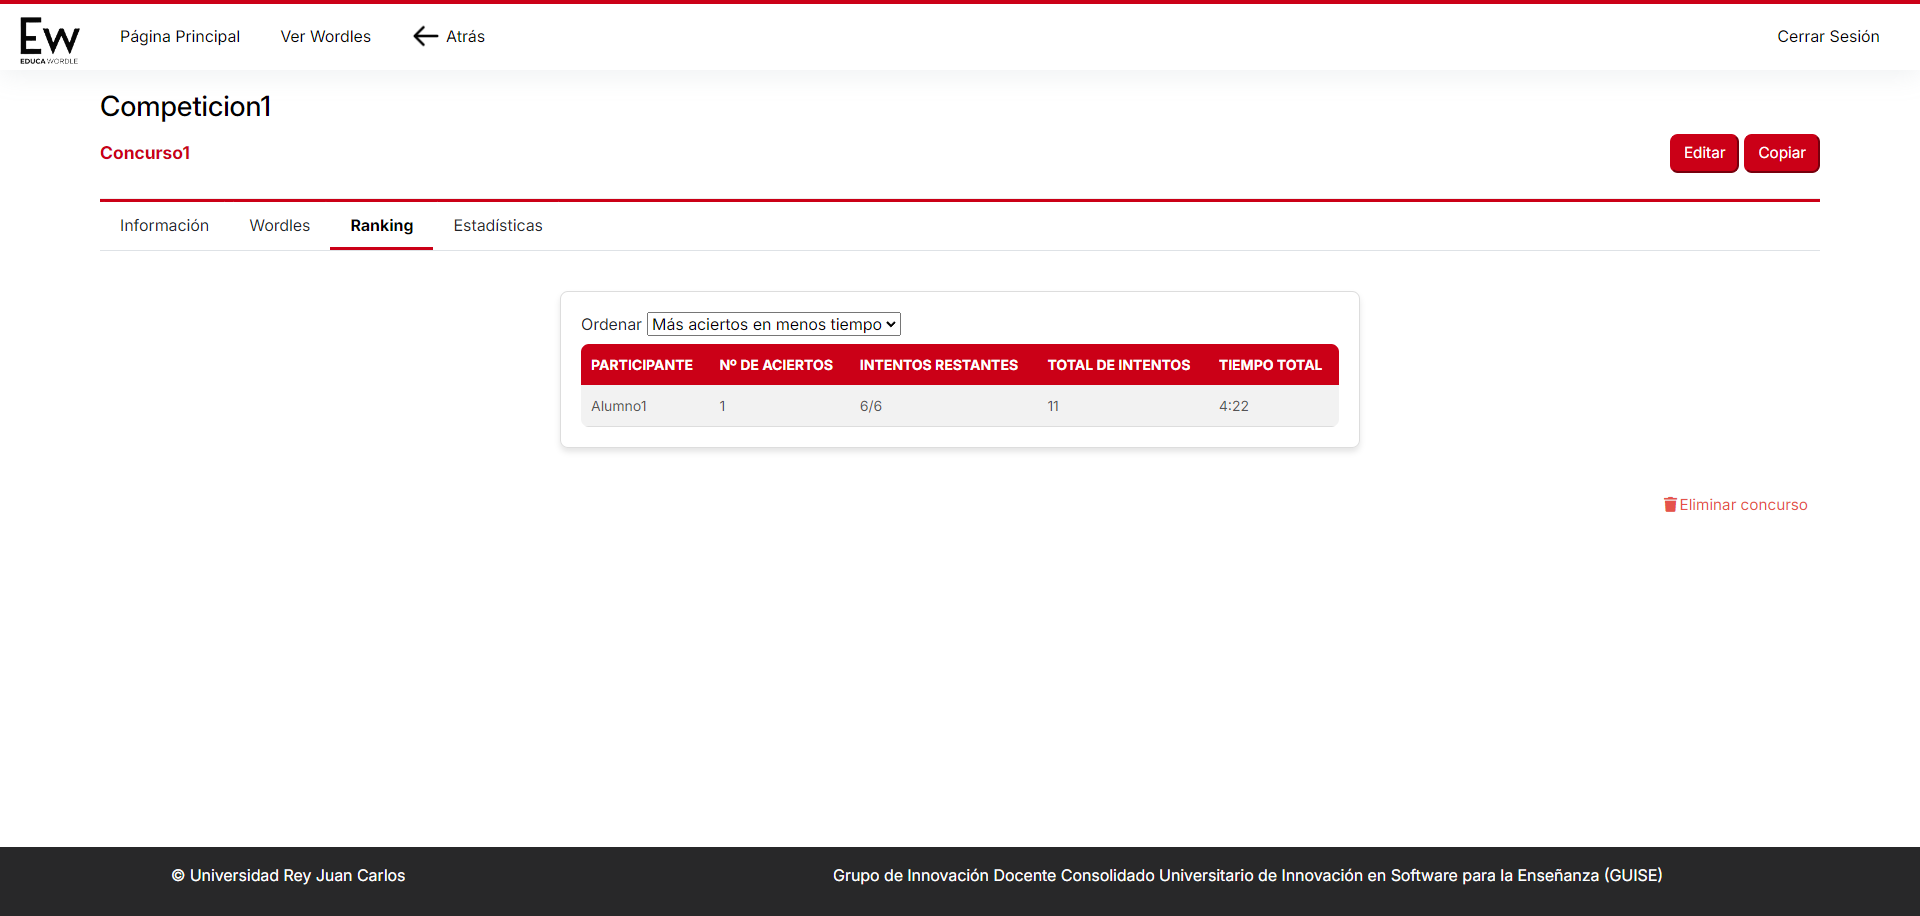 Ew
EDUCA WORDLE
Página Principal
Ver Wordles
Atrás
Cerrar Sesión
Competicion1
Concurso1
Editar
Copiar
Información
Wordles
Ranking
Estadísticas
Ordenar Más aciertos en menos tiempo
PARTICIPANTE Nº DE ACIERTOS INTENTOS RESTANTES TOTAL DE INTENTOS TIEMPO TOTAL
Alumno1 1 6/6 11 4:22
Eliminar concurso
© Universidad Rey Juan Carlos
Grupo de Innovación Docente Consolidado Universitario de Innovación en Software para la Enseñanza (GUISE)